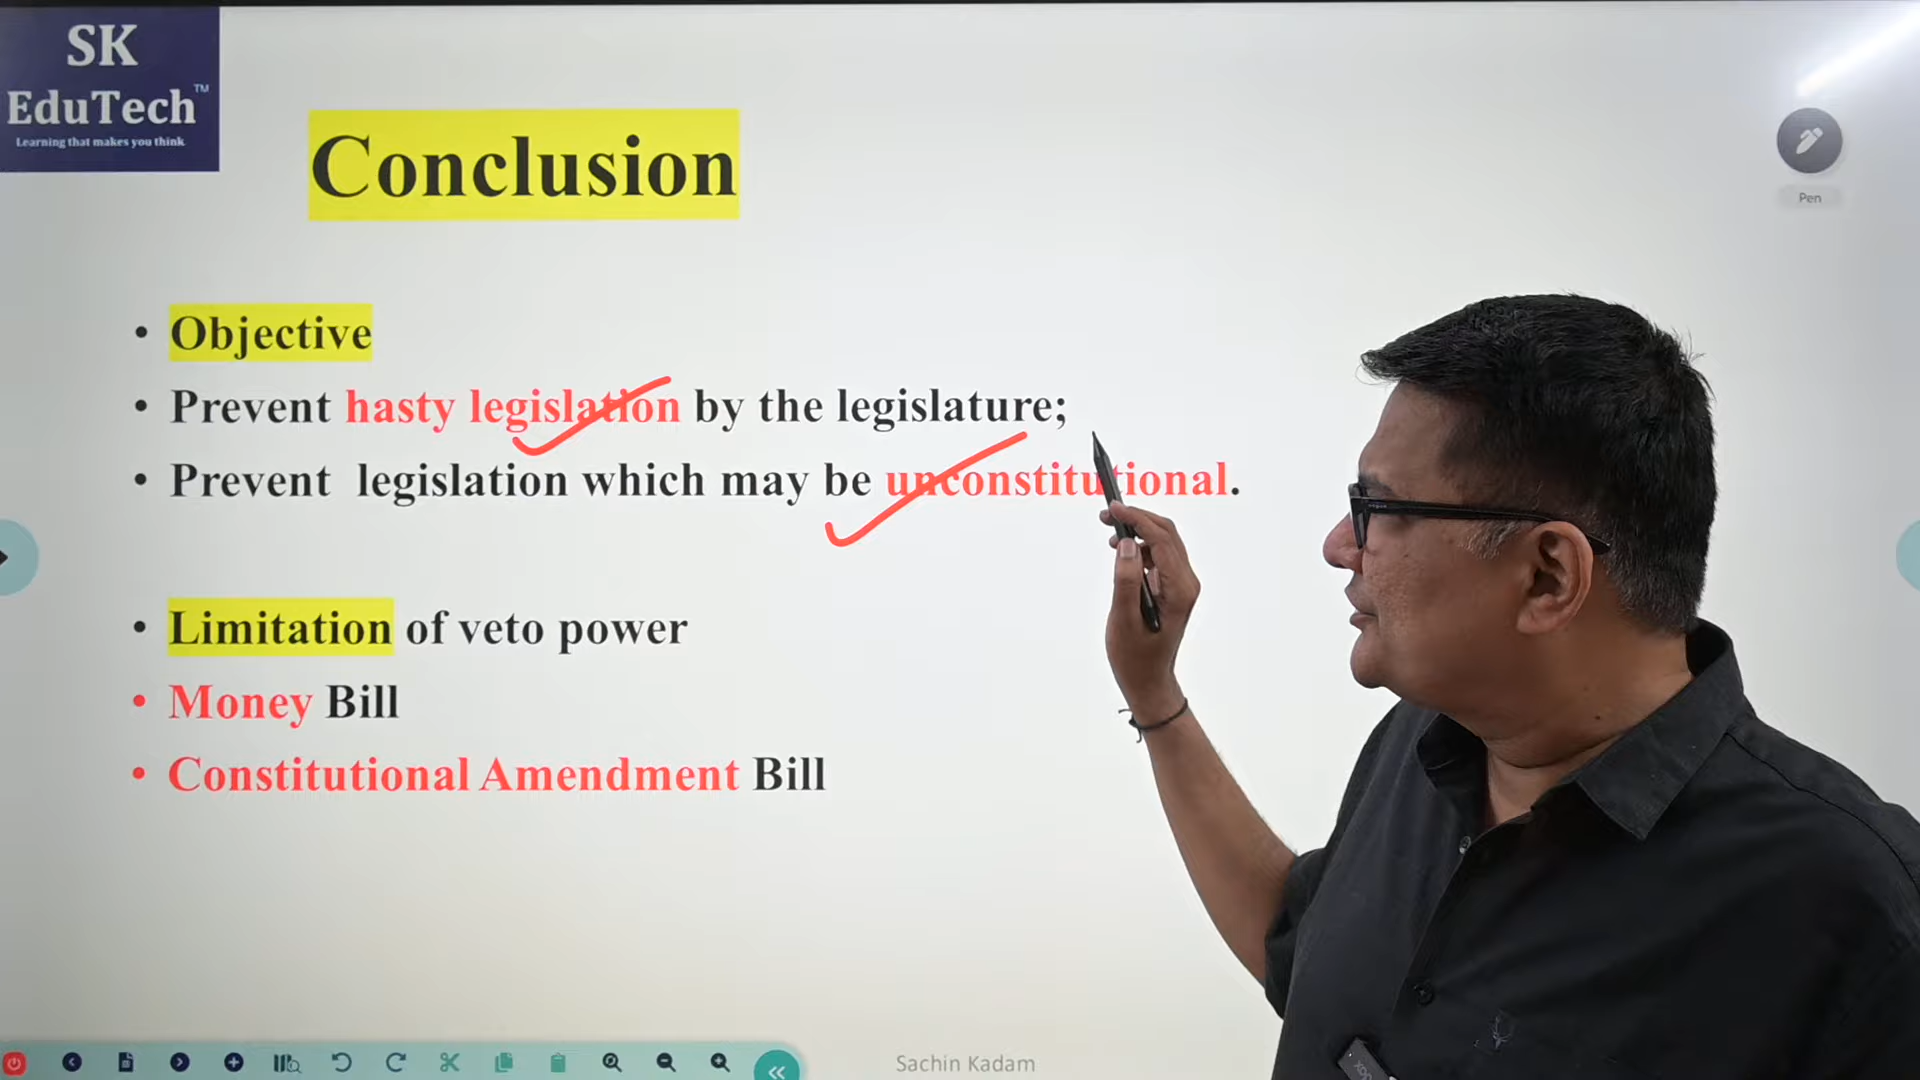 SK
EduTech™
Learning that makes you think
Conclusion
Pen
• Objective
• Prevent hasty legislation by the legislature;
• Prevent legislation which may be unconstitutional.
• Limitation of veto power
• Money Bill
• Constitutional Amendment Bill
Sachin Kadam